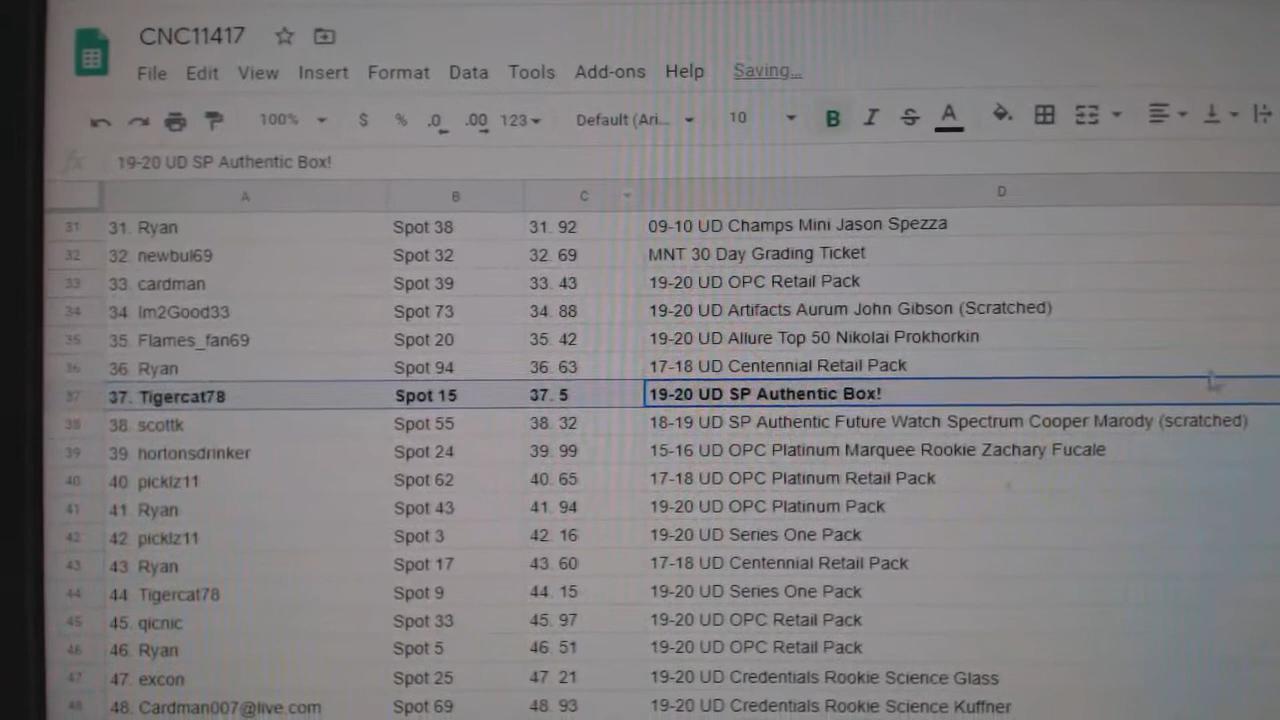 CNC11417
File Edit View Insert Format Data Tools Add-ons Help Saving...
100% $ % .0 .00 123 Default (Ari... 10 B I S A
fx 19-20 UD SP Authentic Box!
A B C D
31 31. Ryan Spot 38 31. 92 09-10 UD Champs Mini Jason Spezza
32 32. newbul69 Spot 32 32. 69 MNT 30 Day Grading Ticket
33 33. cardman Spot 39 33. 43 19-20 UD OPC Retail Pack
34 34. Im2Good33 Spot 73 34. 88 19-20 UD Artifacts Aurum John Gibson (Scratched)
35 35. Flames_fan69 Spot 20 35. 42 19-20 UD Allure Top 50 Nikolai Prokhorkin
36 36. Ryan Spot 94 36. 63 17-18 UD Centennial Retail Pack
37 37. Tigercat78 Spot 15 37. 5 19-20 UD SP Authentic Box!
38 38. scottk Spot 55 38. 32 18-19 UD SP Authentic Future Watch Spectrum Cooper Marody (scratched)
39 39. hortonsdrinker Spot 24 39. 99 15-16 UD OPC Platinum Marquee Rookie Zachary Fucale
40 40. picklz11 Spot 62 40. 65 17-18 UD OPC Platinum Retail Pack
41 41. Ryan Spot 43 41. 94 19-20 UD OPC Platinum Pack
42 42. picklz11 Spot 3 42. 16 19-20 UD Series One Pack
43 43. Ryan Spot 17 43. 60 17-18 UD Centennial Retail Pack
44 44. Tigercat78 Spot 9 44. 15 19-20 UD Series One Pack
45 45. qicnic Spot 33 45. 97 19-20 UD OPC Retail Pack
46 46. Ryan Spot 5 46. 51 19-20 UD OPC Retail Pack
47 47. excon Spot 25 47. 21 19-20 UD Credentials Rookie Science Glass
48 48. Cardman007@live.com Spot 69 48. 93 19-20 UD Credentials Rookie Science Kuffner